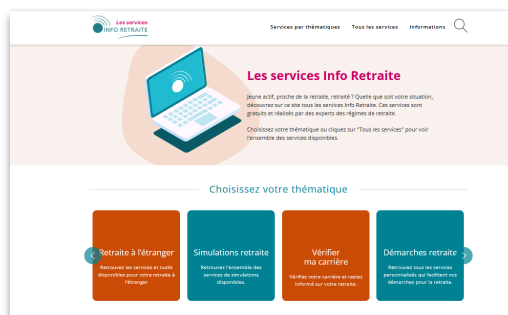 Les services
INFO RETRAITE
Services par thématiques Tous les services Informations
Les services Info Retraite
Jeune actif, proche de la retraite, retraité ? Quelle que soit votre situation,
découvrez sur ce site tous les services Info Retraite. Ces services sont
gratuits et réalisés par des experts des régimes de retraite.
Choisissez votre thématique ou cliquez sur "Tous les services" pour voir
l'ensemble des services disponibles.
Choisissez votre thématique
Retraite à l'étranger
Retrouvez les services et outils
disponibles pour votre retraite à
l'étranger
Simulations retraite
Retrouvez l'ensemble des
services de simulations
disponibles.
Vérifier
ma carrière
Vérifiez votre carrière et restez
informé sur votre retraite.
Démarches retraite
Retrouvez tous les services
personnalisés qui facilitent vos
démarches pour la retraite.